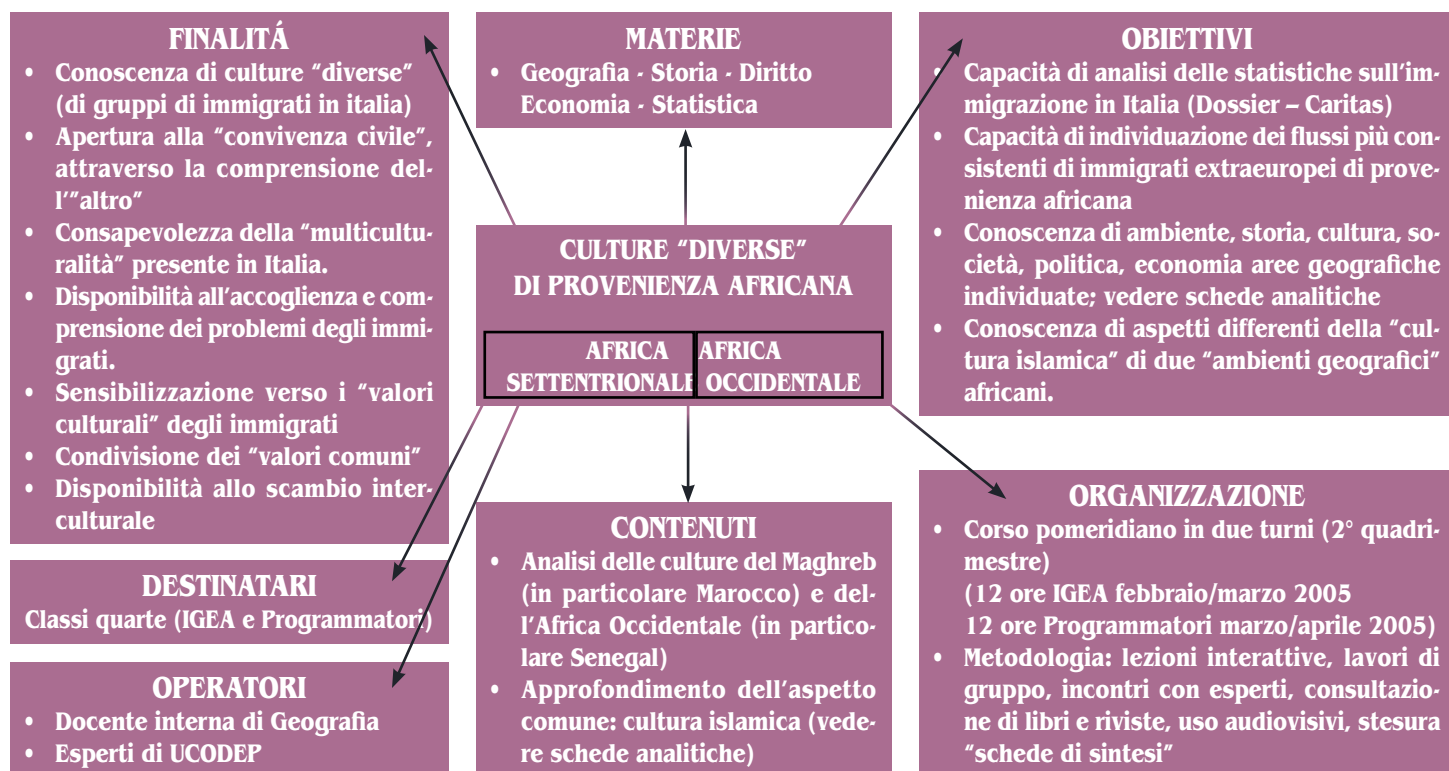 FINALITÁ
• Conoscenza di culture “diverse”
(di gruppi di immigrati in italia)
• Apertura alla “convivenza civile”,
attraverso la comprensione del-
l’”altro”
• Consapevolezza della “multicultu-
ralità” presente in Italia.
• Disponibilità all’accoglienza e com-
prensione dei problemi degli immi-
grati.
• Sensibilizzazione verso i “valori
culturali” degli immigrati
• Condivisione dei “valori comuni”
• Disponibilità allo scambio inter-
culturale
DESTINATARI
Classi quarte (IGEA e Programmatori)
OPERATORI
• Docente interna di Geografia
• Esperti di UCODEP
MATERIE
• Geografia - Storia - Diritto
Economia - Statistica
CULTURE “DIVERSE”
DI PROVENIENZA AFRICANA
AFRICA
SETTENTRIONALE
AFRICA
OCCIDENTALE
CONTENUTI
• Analisi delle culture del Maghreb
(in particolare Marocco) e del-
l’Africa Occidentale (in partico-
lare Senegal)
• Approfondimento dell’aspetto
comune: cultura islamica (vede-
re schede analitiche)
OBIETTIVI
• Capacità di analisi delle statistiche sull’im-
migrazione in Italia (Dossier – Caritas)
• Capacità di individuazione dei flussi più con-
sistenti di immigrati extraeuropei di prove-
nienza africana
• Conoscenza di ambiente, storia, cultura, so-
cietà, politica, economia aree geografiche
individuate; vedere schede analitiche
• Conoscenza di aspetti differenti della “cul-
tura islamica” di due “ambienti geografici”
africani.
ORGANIZZAZIONE
• Corso pomeridiano in due turni (2° quadri-
mestre)
(12 ore IGEA febbraio/marzo 2005
12 ore Programmatori marzo/aprile 2005)
• Metodologia: lezioni interattive, lavori di
gruppo, incontri con esperti, consultazio-
ne di libri e riviste, uso audiovisivi, stesura
“schede di sintesi”